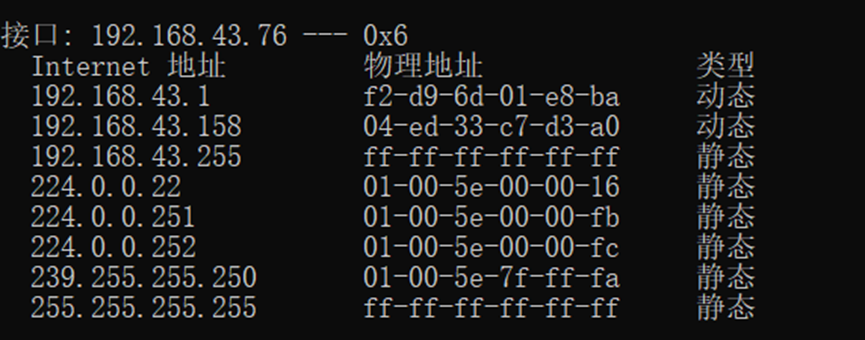 接口: 192.168.43.76 --- 0x6
Internet 地址 物理地址 类型
192.168.43.1 f2-d9-6d-01-e8-ba 动态
192.168.43.158 04-ed-33-c7-d3-a0 动态
192.168.43.255 ff-ff-ff-ff-ff-ff 静态
224.0.0.22 01-00-5e-00-00-16 静态
224.0.0.251 01-00-5e-00-00-fb 静态
224.0.0.252 01-00-5e-00-00-fc 静态
239.255.255.250 01-00-5e-7f-ff-fa 静态
255.255.255.255 ff-ff-ff-ff-ff-ff 静态